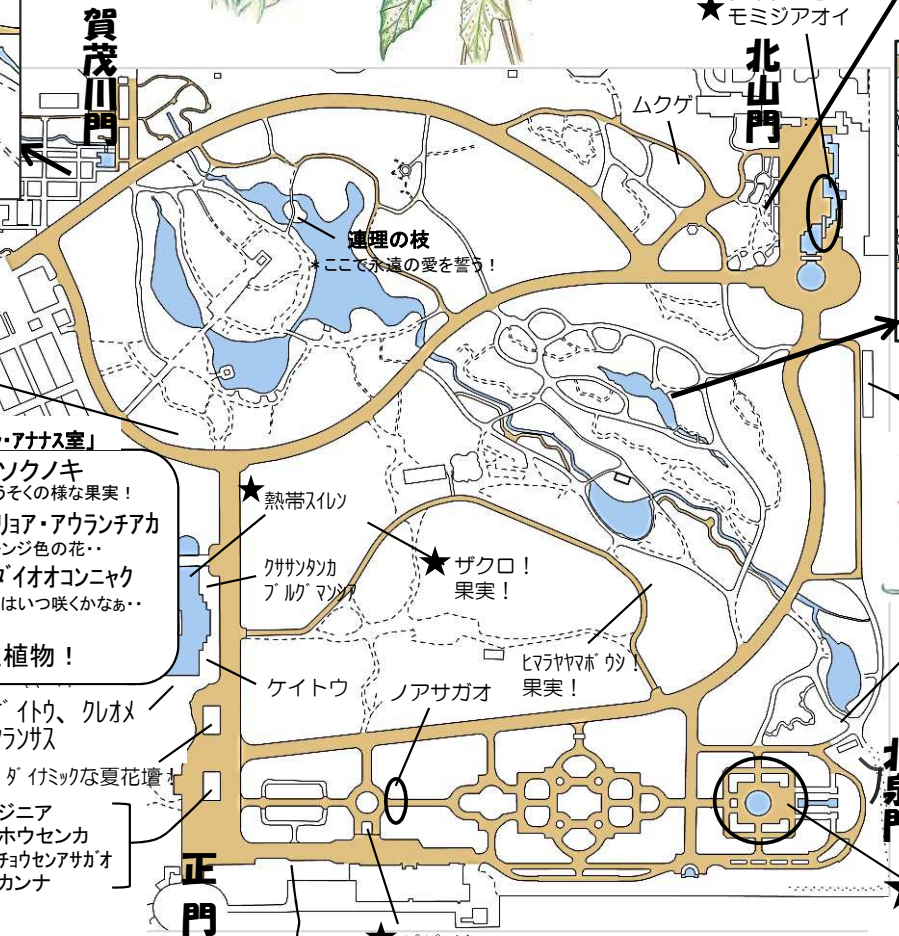 モミジアオイ
賀茂川門
北山門
ムクゲ
連理の枝
*ここで永遠の愛を誓う!
・アナナス室」
ソクノキ
うそくの様な果実!
リョア・アウランチアカ
ンジ色の花‥
ダイオオコンニャク
はいつ咲くかなぁ‥
植物!
熱帯スイレン
ザクロ!
果実!
クササンタンカ
ブルグマンシア
ヒマラヤヤマボウシ!
果実!
ケイトウ
ノアサガオ
イトウ、クレオメ
ランサス
ダイナミックな夏花壇!
ジニア
ホウセンカ
チョウセンアサガオ
カンナ
正門
北泉門